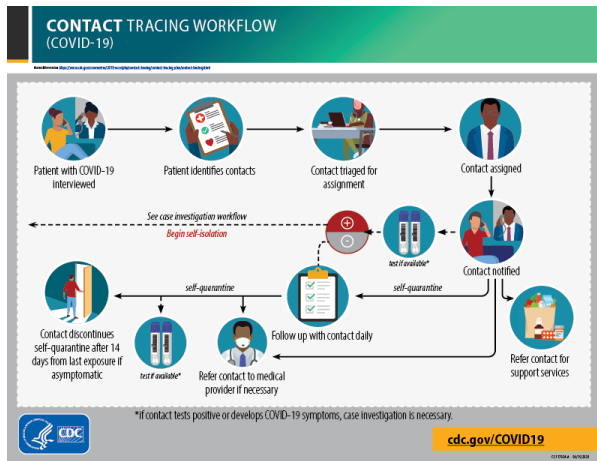 CONTACT TRACING WORKFLOW
(COVID-19)
Patient with COVID-19
interviewed
Patient identifies contacts
Contact triaged for
assignment
Contact assigned
See case investigation workflow
Begin self-isolation
+
-
test if available*
Contact notified
self-quarantine
self-quarantine
Contact discontinues
self-quarantine after 14
days from last exposure if
asymptomatic
test if available*
Refer contact to medical
provider if necessary
Follow up with contact daily
Refer contact for
support services
*if contact tests positive or develops COVID-19 symptoms, case investigation is necessary.
CDC
cdc.gov/COVID19